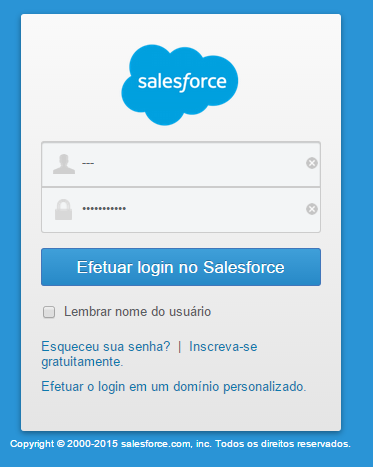 salesforce
---
•••••••••••
Efetuar login no Salesforce
Lembrar nome do usuário
Esqueceu sua senha? | Inscreva-se
gratuitamente.
Efetuar o login em um domínio personalizado.
Copyright © 2000-2015 salesforce.com, inc. Todos os direitos reservados.